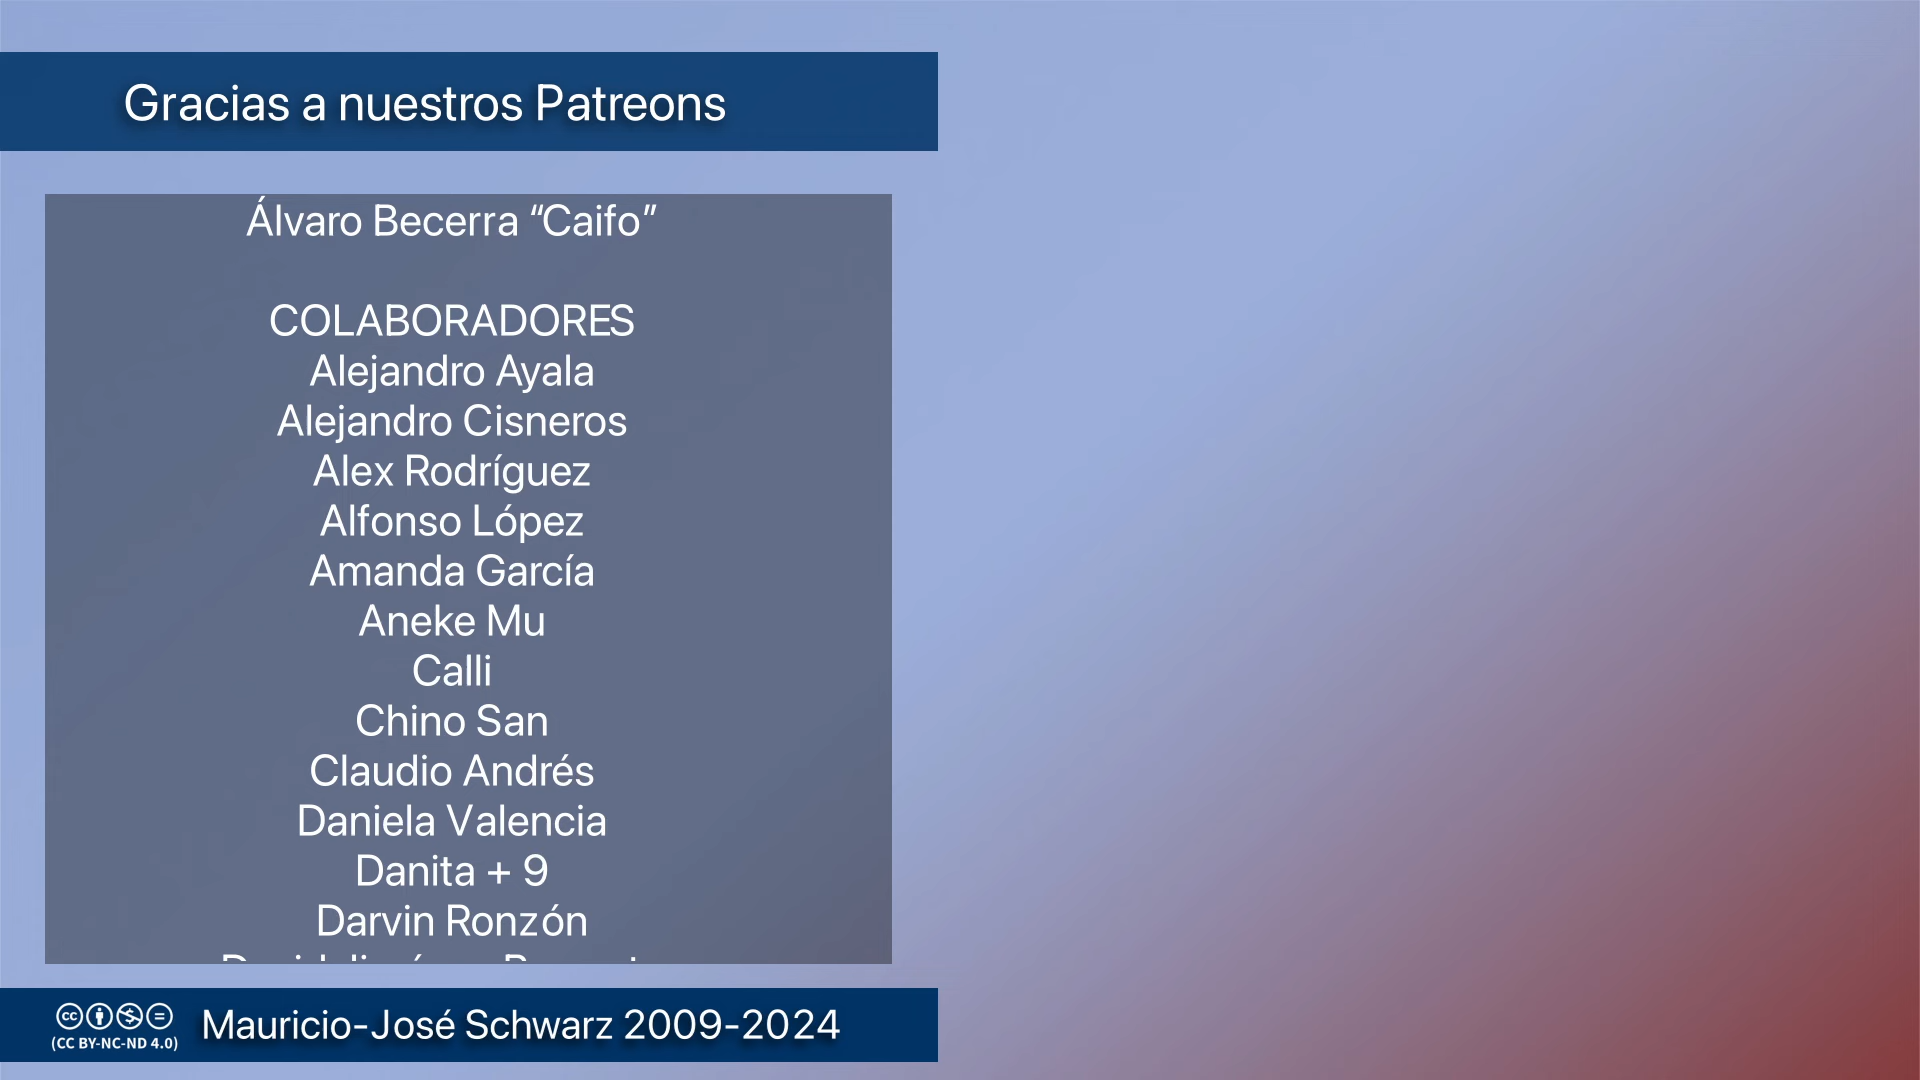 Gracias a nuestros Patreons
Álvaro Becerra “Caifo”
COLABORADORES
Alejandro Ayala
Alejandro Cisneros
Alex Rodríguez
Alfonso López
Amanda García
Aneke Mu
Calli
Chino San
Claudio Andrés
Daniela Valencia
Danita + 9
Darvin Ronzón
cc
(CC BY-NC-ND 4.0)
Mauricio-José Schwarz 2009-2024